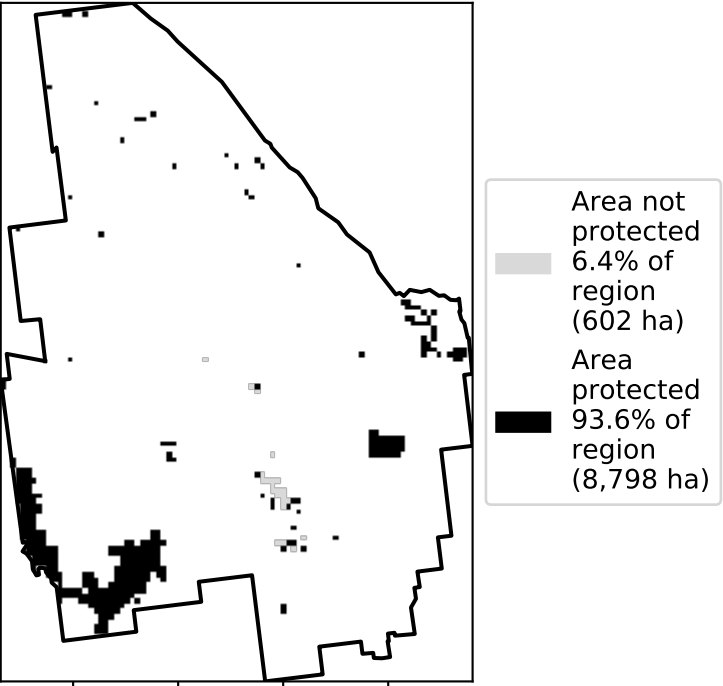 Area not
protected
6.4% of
region
(602 ha)
Area
protected
93.6% of
region
(8,798 ha)